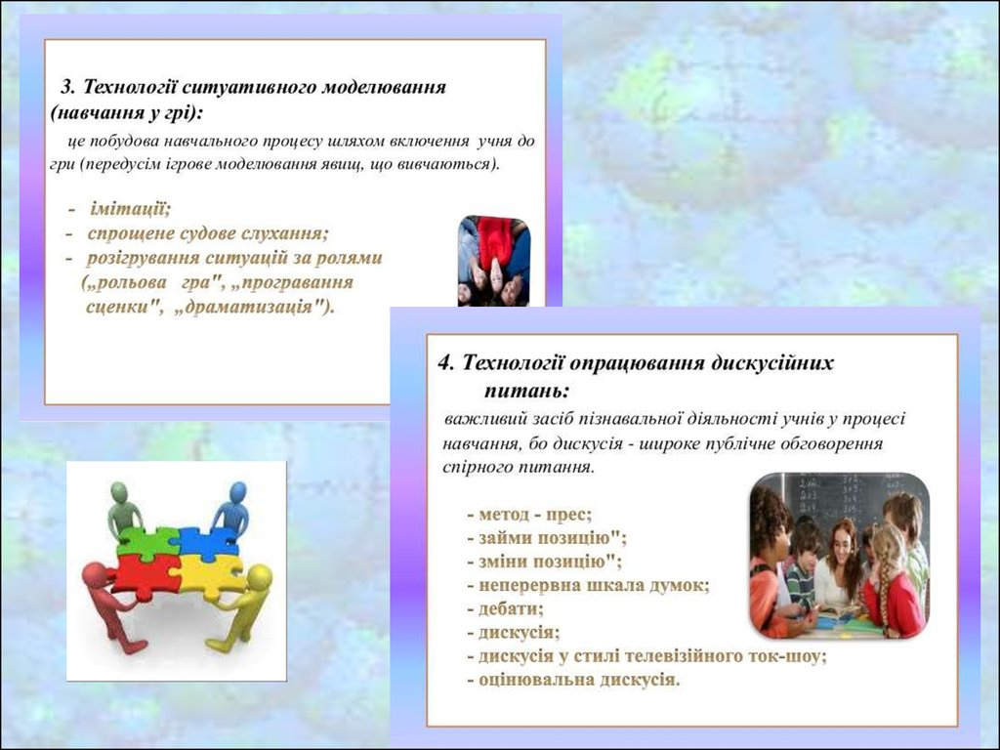 3. Технології ситуативного моделювання
(навчання у грі):
це побудова навчального процесу шляхом включення учня до
гри (передусім ігрове моделювання явищ, що вивчаються).
- імітації;
- спрощене судове слухання;
- розігрування ситуацій за ролями
(„рольова гра", „програвання
сценки", „драматизація").
4. Технології опрацювання дискусійних
питань:
важливий засіб пізнавальної діяльності учнів у процесі
навчання, бо дискусія - широке публічне обговорення
спірного питання.
- метод - прес;
- займи позицію";
- зміни позицію";
- неперервна шкала думок;
- дебати;
- дискусія;
- дискусія у стилі телевізійного ток-шоу;
- оцінювальна дискусія.